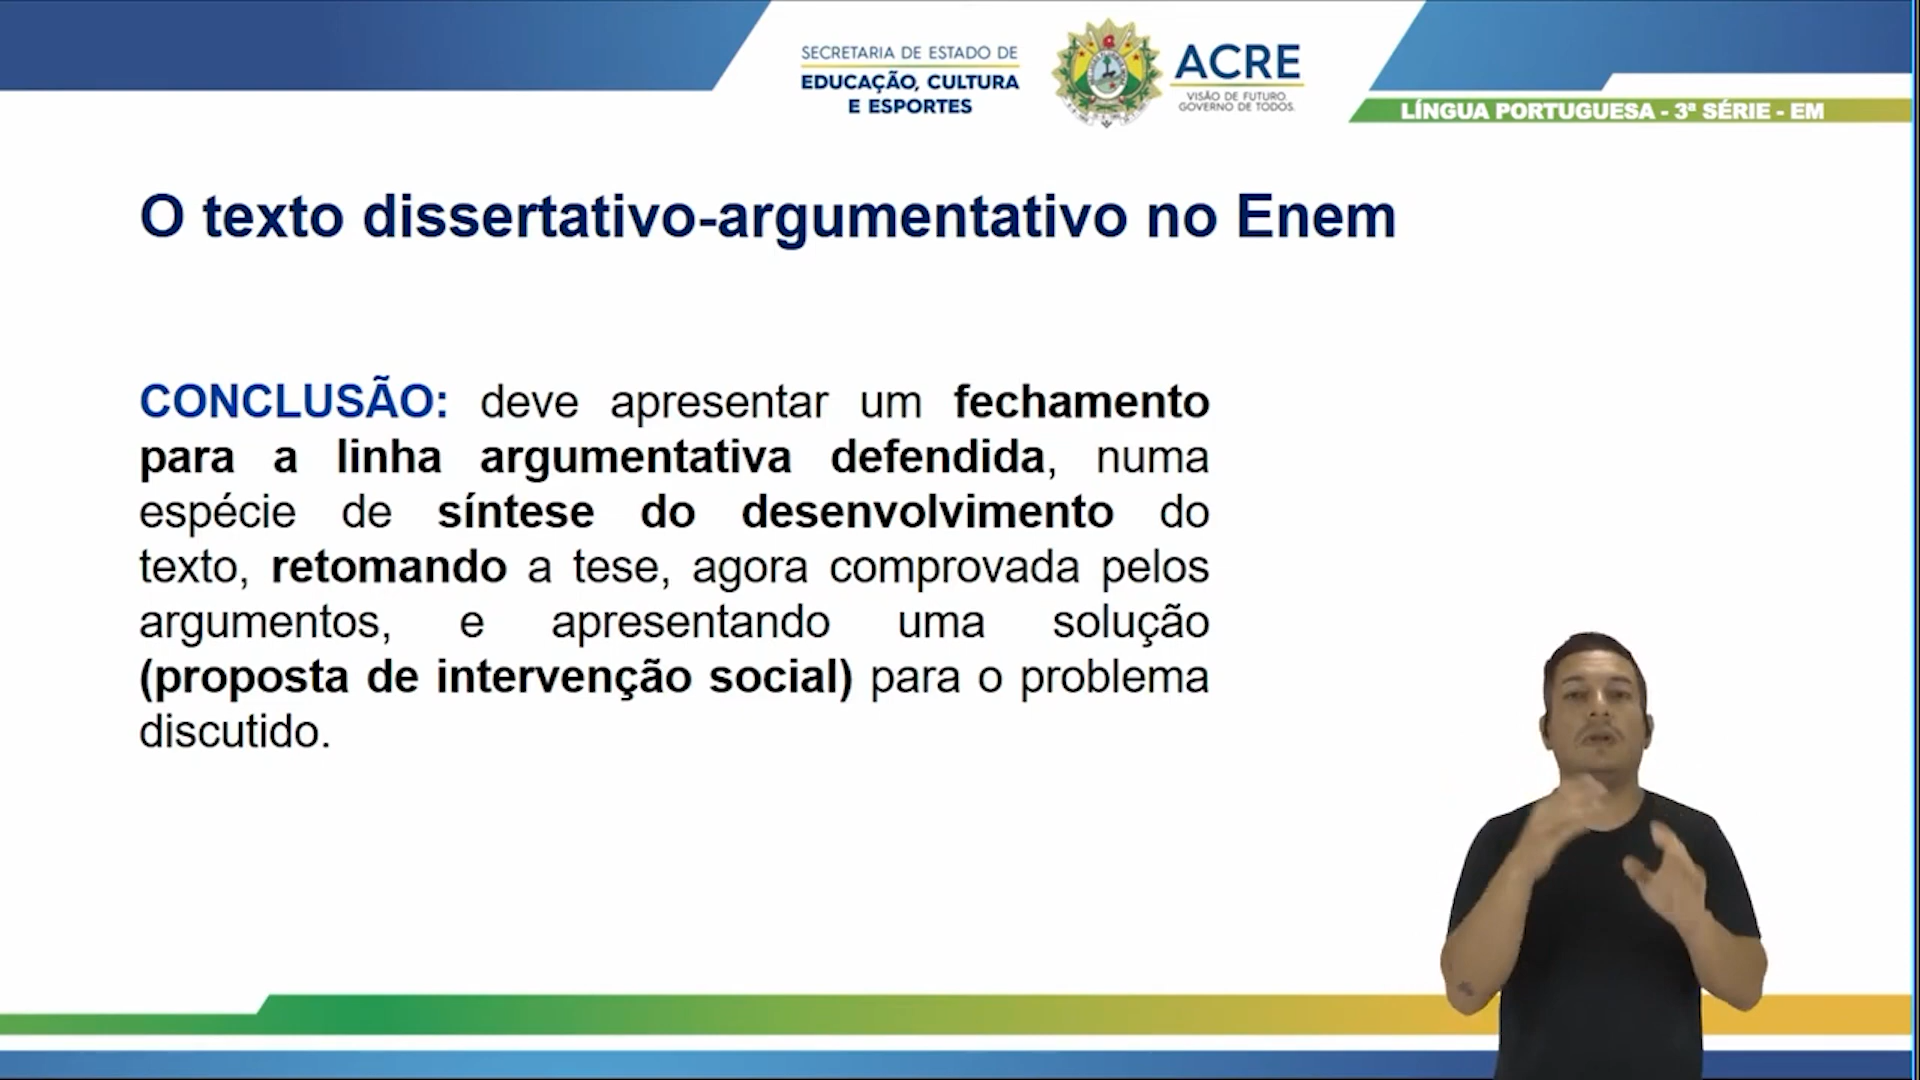 SECRETARIA DE ESTADO DE
EDUCAÇÃO, CULTURA
E ESPORTES
ACRE
VISÃO DE FUTURO.
GOVERNO DE TODOS.
LÍNGUA PORTUGUESA - 3ª SÉRIE - EM
O texto dissertativo-argumentativo no Enem
CONCLUSÃO: deve apresentar um fechamento
para a linha argumentativa defendida, numa
espécie de síntese do desenvolvimento do
texto, retomando a tese, agora comprovada pelos
argumentos, e apresentando uma solução
(proposta de intervenção social) para o problema
discutido.